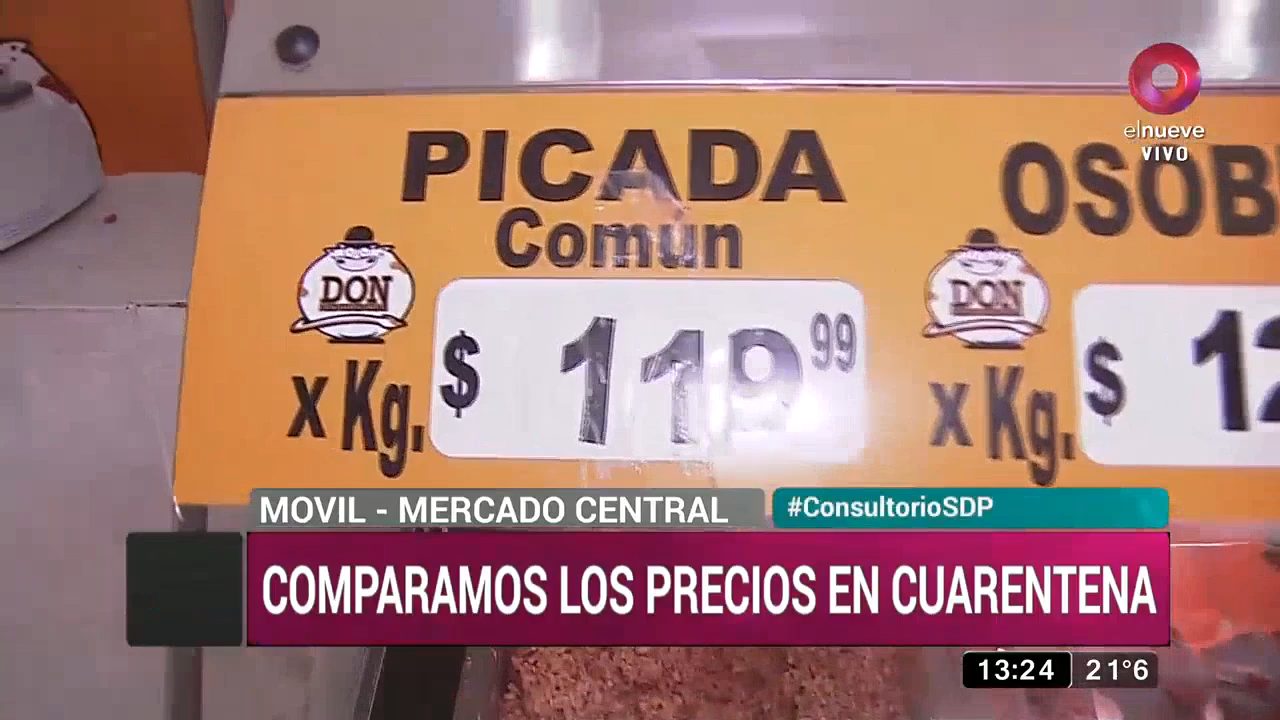 elnueve
VIVO
PICADA
Comun
DON
x Kg.
$ 119 99
OSOB
DON
x Kg.
$ 12
MOVIL - MERCADO CENTRAL
#ConsultorioSDP
COMPARAMOS LOS PRECIOS EN CUARENTENA
13:24 21°6